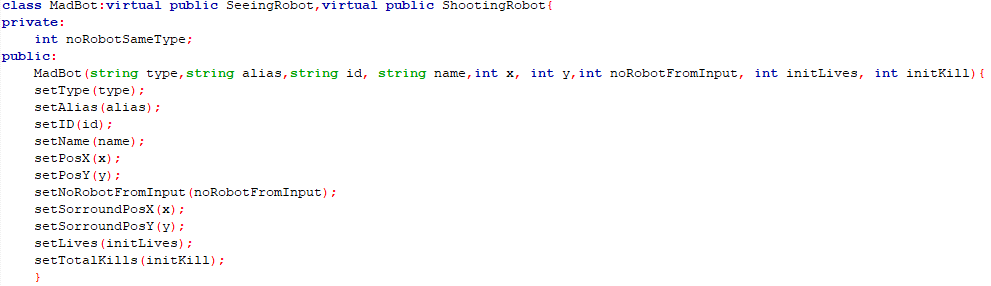 class MadBot:virtual public SeeingRobot,virtual public ShootingRobot{
private:
    int noRobotSameType;
public:
    MadBot(string type,string alias,string id, string name,int x, int y,int noRobotFromInput, int initLives, int initKill){
    setType(type);
    setAlias(alias);
    setID(id);
    setName(name);
    setPosX(x);
    setPosY(y);
    setNoRobotFromInput(noRobotFromInput);
    setSorroundPosX(x);
    setSorroundPosY(y);
    setLives(initLives);
    setTotalKills(initKill);
    }